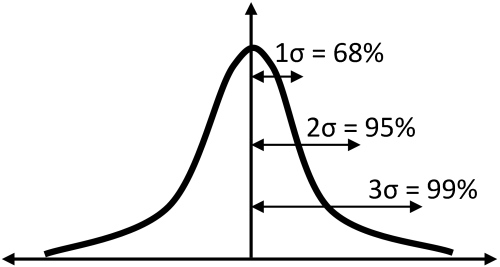 1σ = 68%
2σ = 95%
3σ = 99%